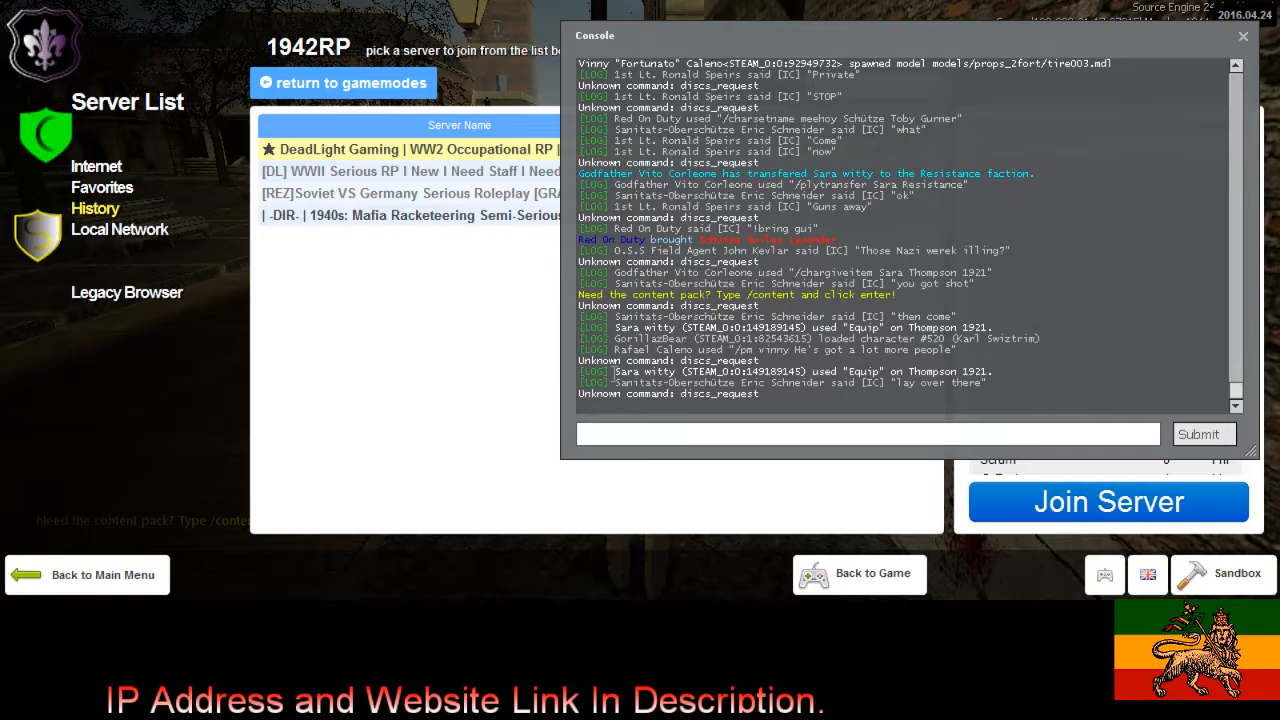 Source Engine 24
2016.04.24
1942RP pick a server to join from the list be
return to gamemodes
Server List
Internet
Favorites
History
Local Network
Legacy Browser
Server Name
DeadLight Gaming | WW2 Occupational RP |
[DL] WWII Serious RP I New I Need Staff I Need
[REZ]Soviet VS Germany Serious Roleplay [GRA
| -DIR- | 1940s: Mafia Racketeering Semi-Serious
Console
Vinny "Fortunato" Caleno<STEAM_0:0:92949732> spawned model models/props_2fort/tire003.mdl
[LOG] 1st Lt. Ronald Speirs said [IC] "Private"
Unknown command: discs_request
[LOG] 1st Lt. Ronald Speirs said [IC] "STOP"
Unknown command: discs_request
[LOG] Red On Duty used "/charsetname meehoy Schütze Toby Gurner"
[LOG] Sanitats-Oberschütze Eric Schneider said [IC] "what"
[LOG] 1st Lt. Ronald Speirs said [IC] "Come"
[LOG] 1st Lt. Ronald Speirs said [IC] "now"
Unknown command: discs_request
Godfather Vito Corleone has transfered Sara witty to the Resistance faction.
[LOG] Godfather Vito Corleone used "/plytransfer Sara Resistance"
[LOG] Sanitats-Oberschütze Eric Schneider said [IC] "ok"
[LOG] 1st Lt. Ronald Speirs said [IC] "Guns away"
Unknown command: discs_request
[LOG] Red On Duty said "!bring gui"
Red On Duty brought
[LOG] O.S.S Field Agent John Kevlar said [IC] "Those Nazi werek illing?"
Unknown command: discs_request
[LOG] Godfather Vito Corleone used "/chargiveitem Sara Thompson 1921"
[LOG] Sanitats-Oberschütze Eric Schneider said [IC] "you got shot"
Need the content pack? Type /content and click enter!
Unknown command: discs_request
[LOG] Sanitats-Oberschütze Eric Schneider said [IC] "then come"
[LOG] Sara witty (STEAM_0:0:149189145) used "Equip" on Thompson 1921.
[LOG] GorillazBear (STEAM_0:1:82543615) loaded character #520 (Karl Swiztrim)
[LOG] Rafael Caleno used "/pm vinny He's got a lot more people"
Unknown command: discs_request
[LOG] Sara witty (STEAM_0:0:149189145) used "Equip" on Thompson 1921.
[LOG] Sanitats-Oberschütze Eric Schneider said [IC] "lay over there"
Unknown command: discs_request
Submit
Join Server
Need the content pack? Type /conte
Back to Main Menu
Back to Game
Sandbox
IP Address and Website Link In Description.